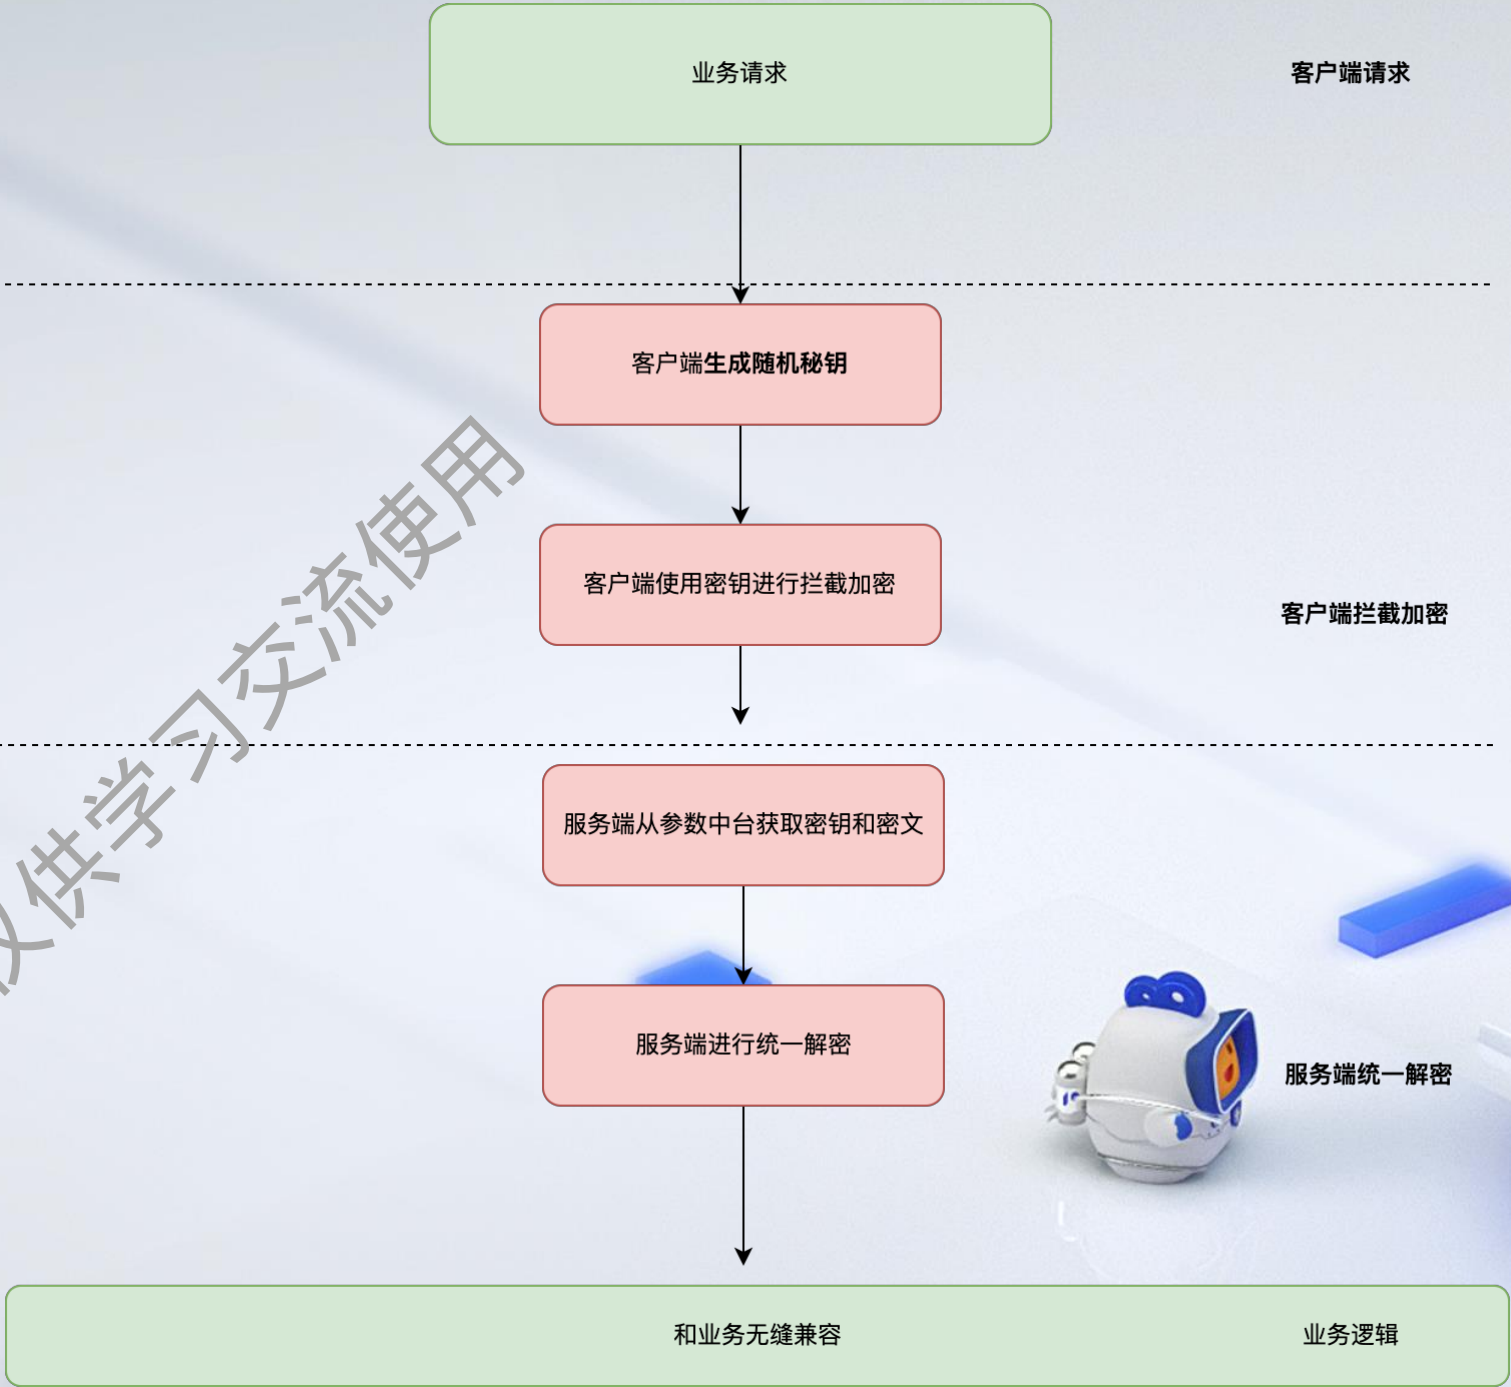 业务请求
客户端请求
客户端生成随机秘钥
客户端使用密钥进行拦截加密
客户端拦截加密
仅供学习交流使用
服务端从参数中台获取密钥和密文
服务端进行统一解密
服务端统一解密
和业务无缝兼容
业务逻辑